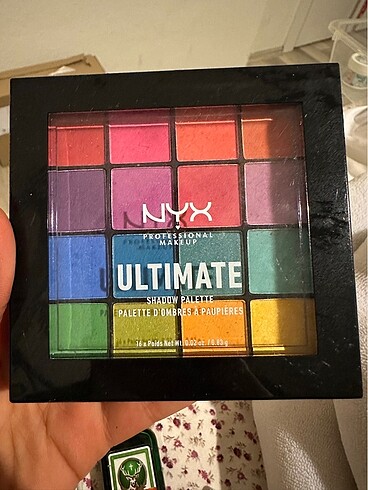 NYX
PROFESSIONAL
MAKEUP
ULTIMATE
SHADOW PALETTE
PALETTE D'OMBRES À PAUPIÈRES
16 x Poids Net Wt. 0.02 oz. / 0.83 g